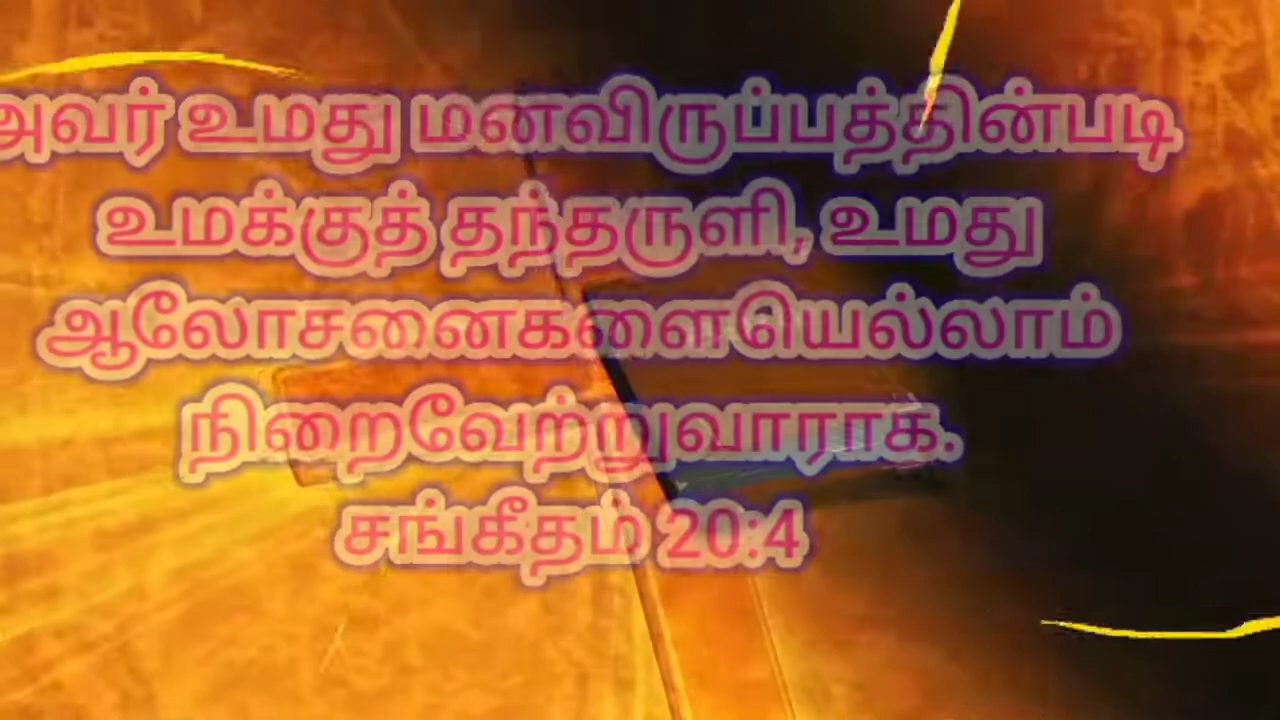 அவர் உமது மனவிருப்பத்தின்படி
உமக்குத் தந்தருளி, உமது
ஆலோசனைகளையெல்லாம்
நிறைவேற்றுவாராக.
சங்கீதம் 20:4